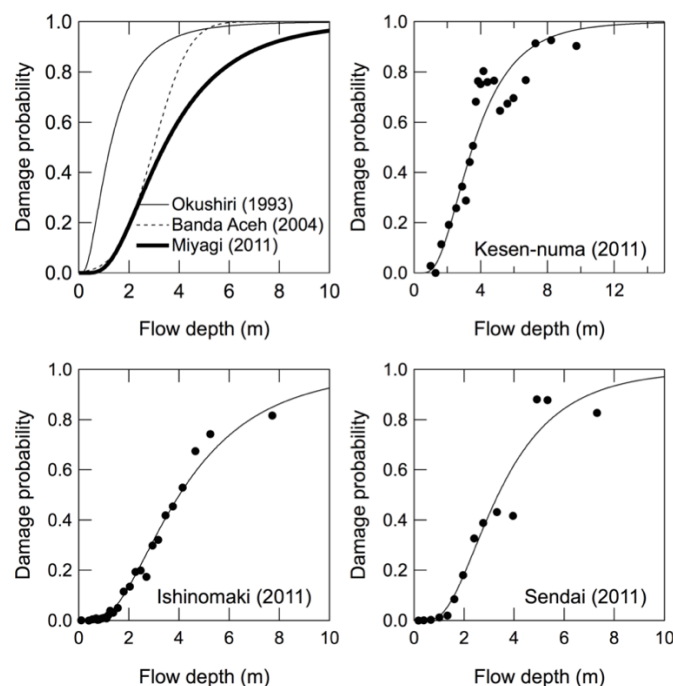 1.0
0.8
0.6
0.4
0.2
0.0
Damage probability
Okushiri (1993)
Banda Aceh (2004)
Miyagi (2011)
0 2 4 6 8 10
Flow depth (m)
1.0
0.8
0.6
0.4
0.2
0.0
Damage probability
Kesen-numa (2011)
0 4 8 12
Flow depth (m)
1.0
0.8
0.6
0.4
0.2
0.0
Damage probability
Ishinomaki (2011)
0 2 4 6 8 10
Flow depth (m)
1.0
0.8
0.6
0.4
0.2
0.0
Damage probability
Sendai (2011)
0 2 4 6 8 10
Flow depth (m)